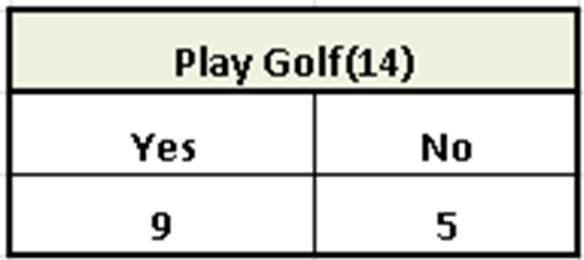 Play Golf(14)
Yes No
9 5